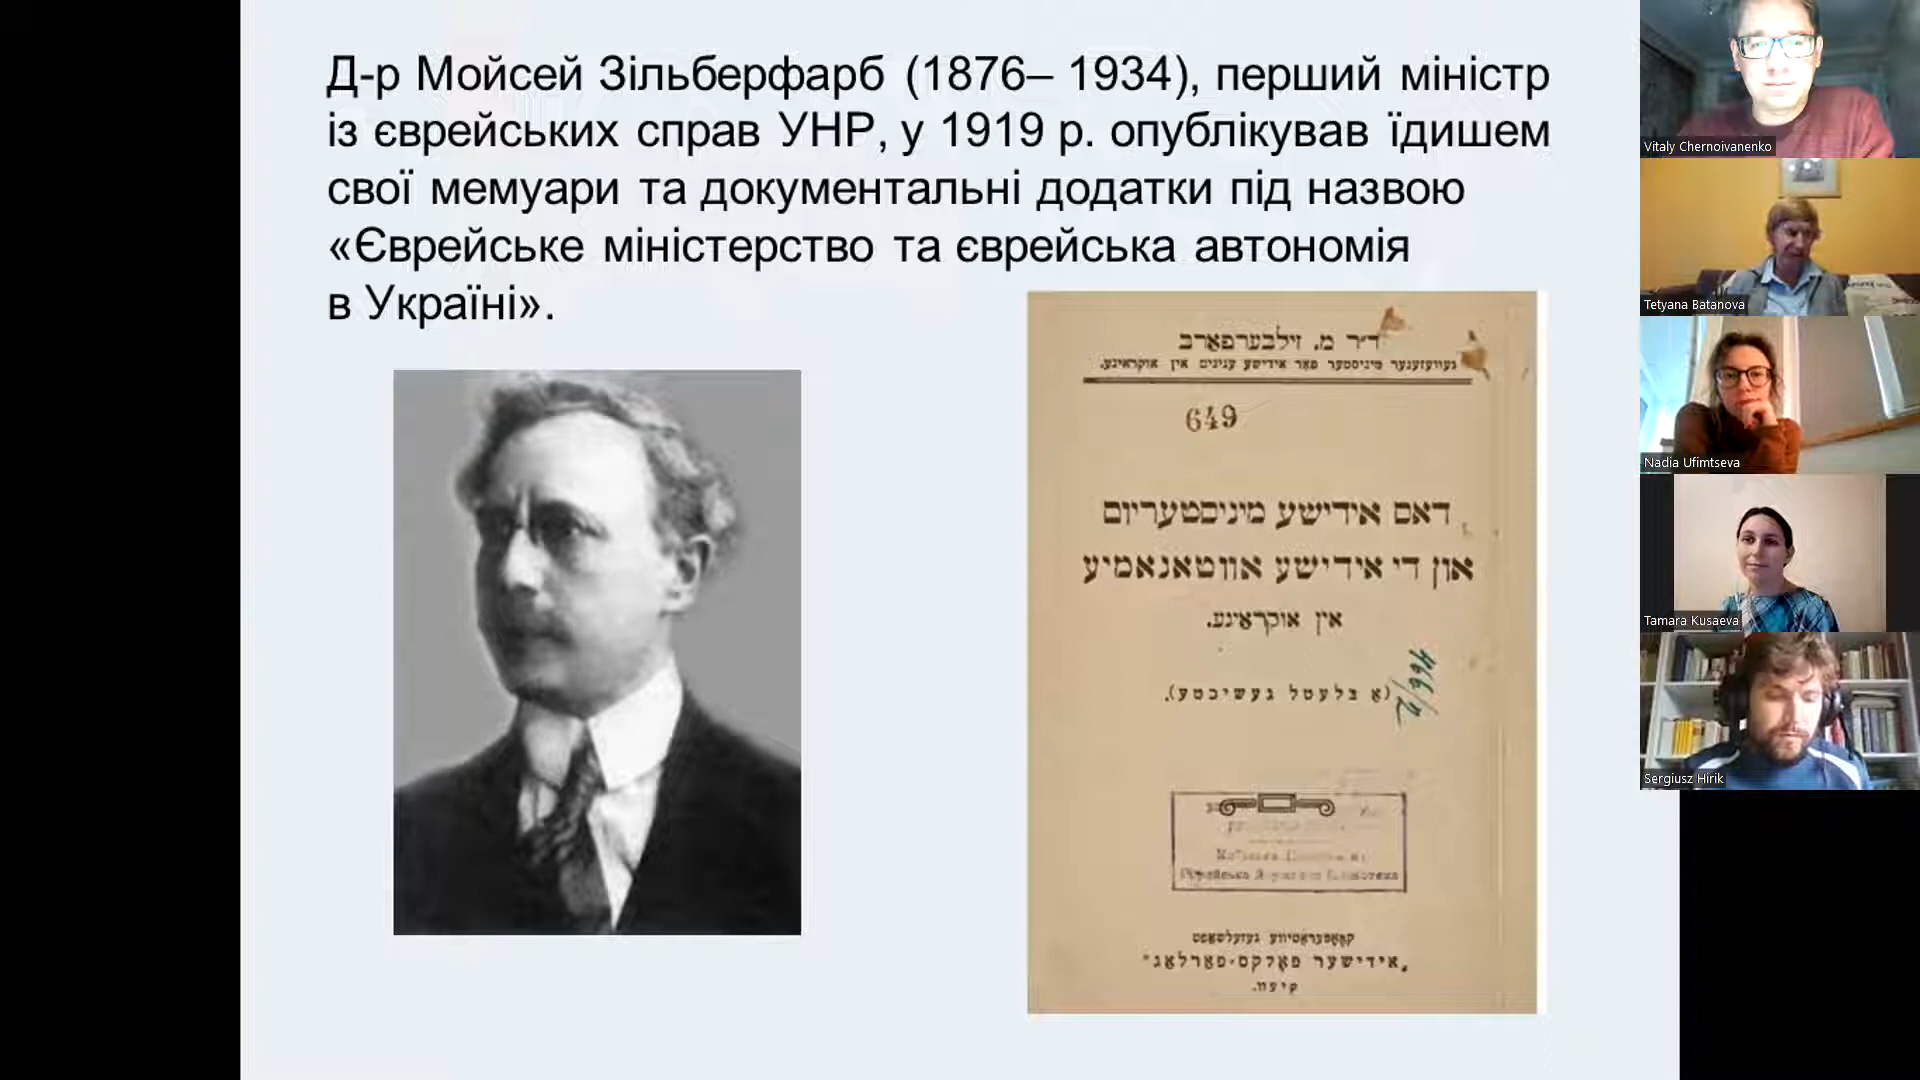 Д-р Мойсей Зільберфарб (1876– 1934), перший міністр
із єврейських справ УНР, у 1919 р. опублікував їдишем
свої мемуари та документальні додатки під назвою
«Єврейське міністерство та єврейська автономія
в Україні».
ד״ר מ. זילבערפארב
געוועזענער מיניסטער פאר אידישע ענינים אין אוקראינע.
649
דאס אידישע מיניסטעריום
און די אידישע אווטאנאמיע
אין אוקראינע.
(א בלעטל געשיכטע).
קאאפעראטיווע געזעלשאפט
„אידישער פאלקס-פארלאג"
קיעוו.
Vitaly Chernoivanenko
Tetyana Batanova
Nadia Ufimtseva
Tamara Kusaeva
Sergiusz Hirik